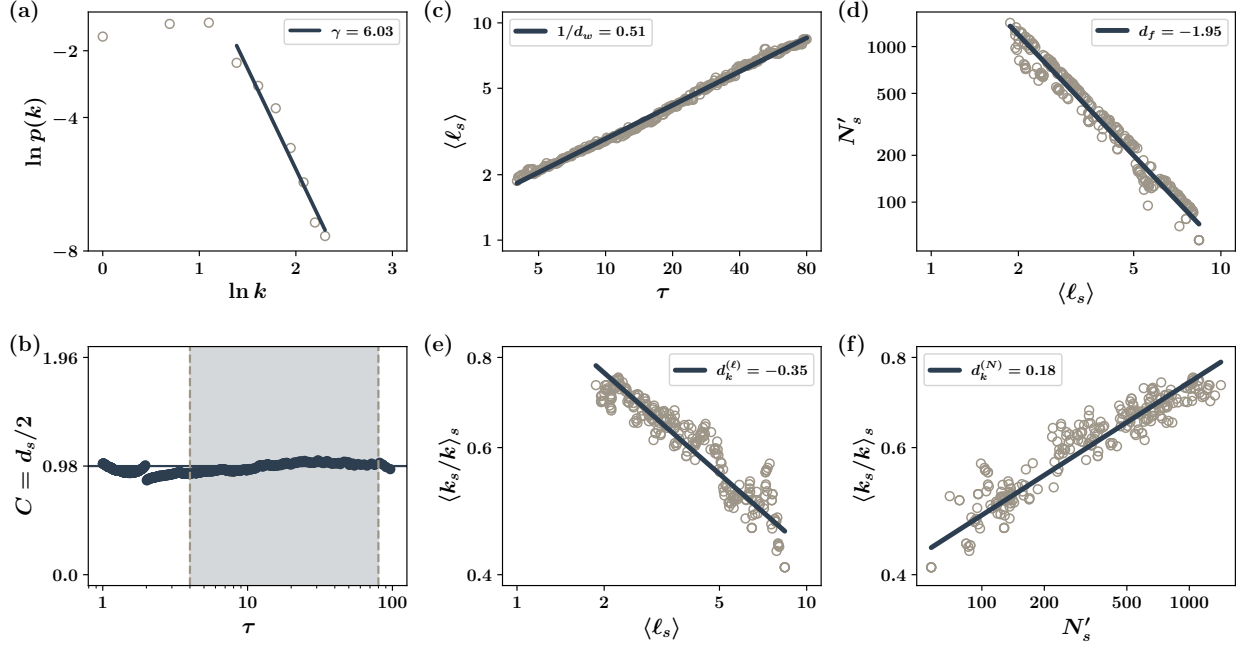 (a)
γ = 6.03
−2
−4
−8
ln p(k)
0
1
2
3
ln k
(c)
1/d_w = 0.51
10
5
2
1
⟨ℓ_s⟩
5
10
20
40
80
τ
(d)
d_f = −1.95
1000
500
100
N′_s
1
2
5
10
⟨ℓ_s⟩
(b)
1.96
0.98
0.0
C = d_s/2
1
10
100
τ
(e)
d_k^(ℓ) = −0.35
0.8
0.6
0.4
⟨k_s/k⟩_s
1
2
5
10
⟨ℓ_s⟩
(f)
d_k^(N) = 0.18
0.8
0.6
0.4
⟨k_s/k⟩_s
100
200
500
1000
N′_s